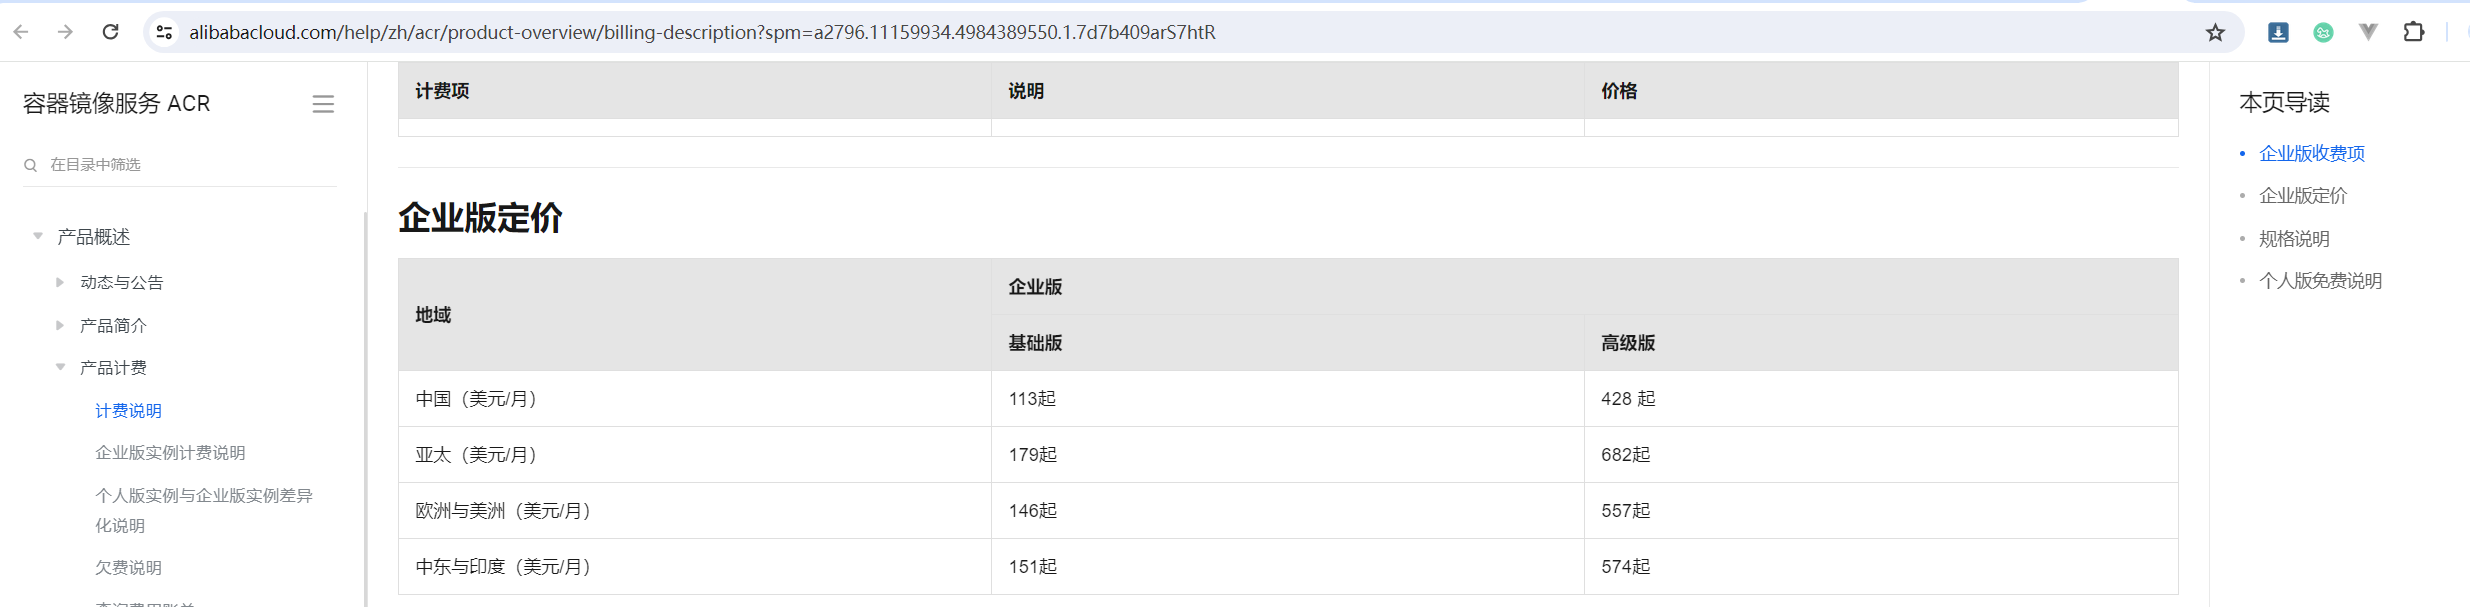 alibabacloud.com/help/zh/acr/product-overview/billing-description?spm=a2796.11159934.4984389550.1.7d7b409arS7htR
容器镜像服务 ACR
在目录中筛选
产品概述
动态与公告
产品简介
产品计费
计费说明
企业版实例计费说明
个人版实例与企业版实例差异
化说明
欠费说明
计费项 说明 价格
企业版定价
地域 企业版
基础版 高级版
中国（美元/月） 113起 428 起
亚太（美元/月） 179起 682起
欧洲与美洲（美元/月） 146起 557起
中东与印度（美元/月） 151起 574起
本页导读
企业版收费项
企业版定价
规格说明
个人版免费说明